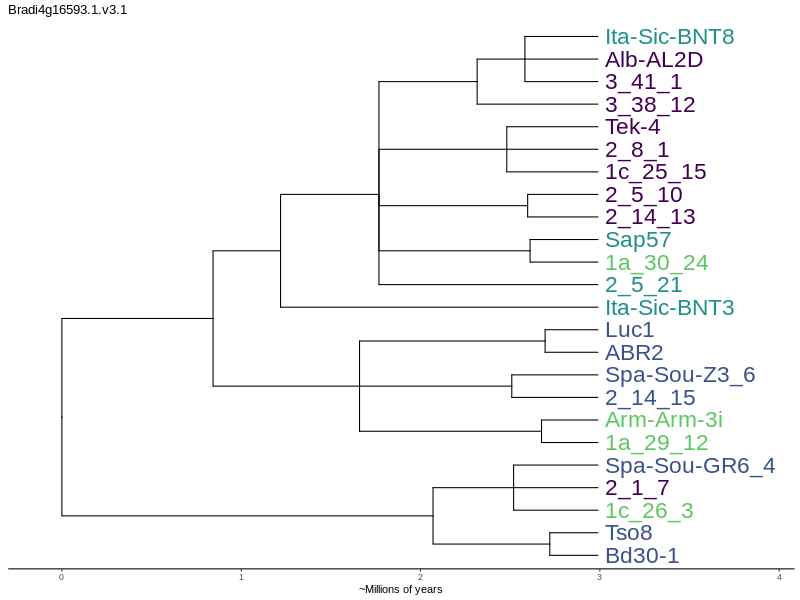 Bradi4g16593.1.v3.1
Ita-Sic-BNT8
Alb-AL2D
3_41_1
3_38_12
Tek-4
2_8_1
1c_25_15
2_5_10
2_14_13
Sap57
1a_30_24
2_5_21
Ita-Sic-BNT3
Luc1
ABR2
Spa-Sou-Z3_6
2_14_15
Arm-Arm-3i
1a_29_12
Spa-Sou-GR6_4
2_1_7
1c_26_3
Tso8
Bd30-1
0 1 2 3 4
~Millions of years